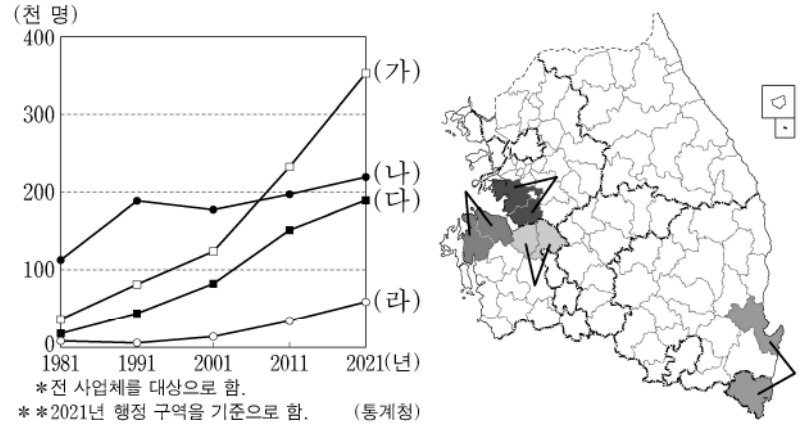 (천 명)
400
300
200
100
0
(가)
(나)
(다)
(라)
1981 1991 2001 2011 2021(년)
*전 사업체를 대상으로 함.
**2021년 행정 구역을 기준으로 함. (통계청)